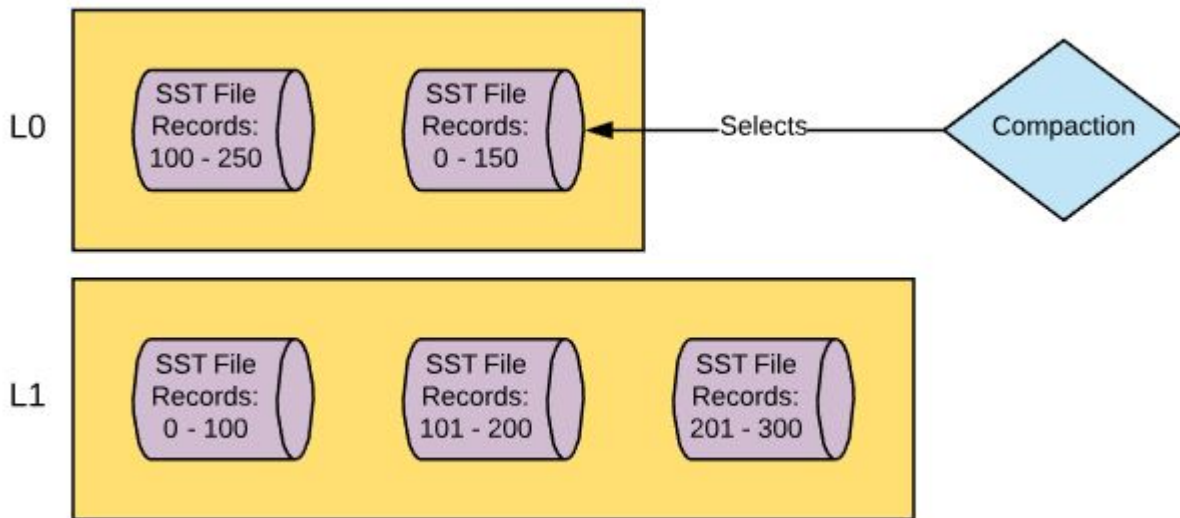 L0
SST File
Records:
100 - 250
SST File
Records:
0 - 150
Selects
Compaction
L1
SST File
Records:
0 - 100
SST File
Records:
101 - 200
SST File
Records:
201 - 300